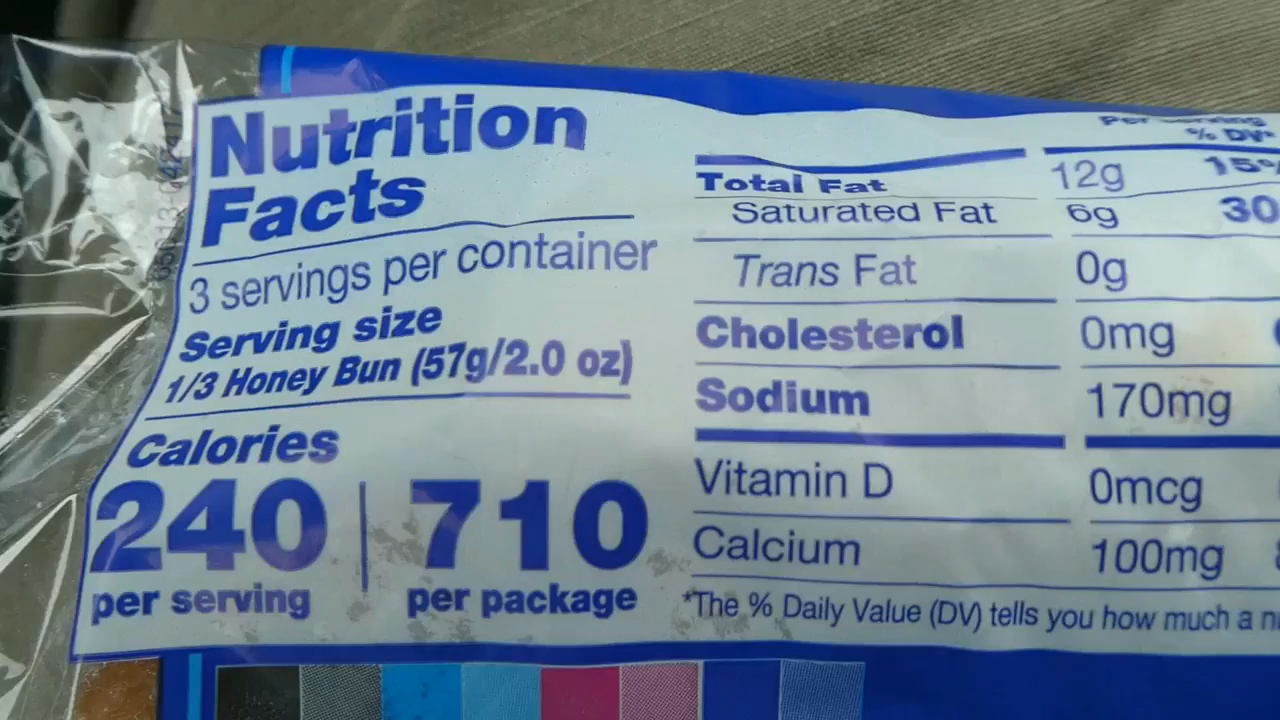 Nutrition
Facts
3 servings per container
Serving size
1/3 Honey Bun (57g/2.0 oz)
Calories
240 710
per serving per package
Per Serving
% DV*
Total Fat 12g 15%
Saturated Fat 6g 30
Trans Fat 0g
Cholesterol 0mg
Sodium 170mg
Vitamin D 0mcg
Calcium 100mg
*The % Daily Value (DV) tells you how much a